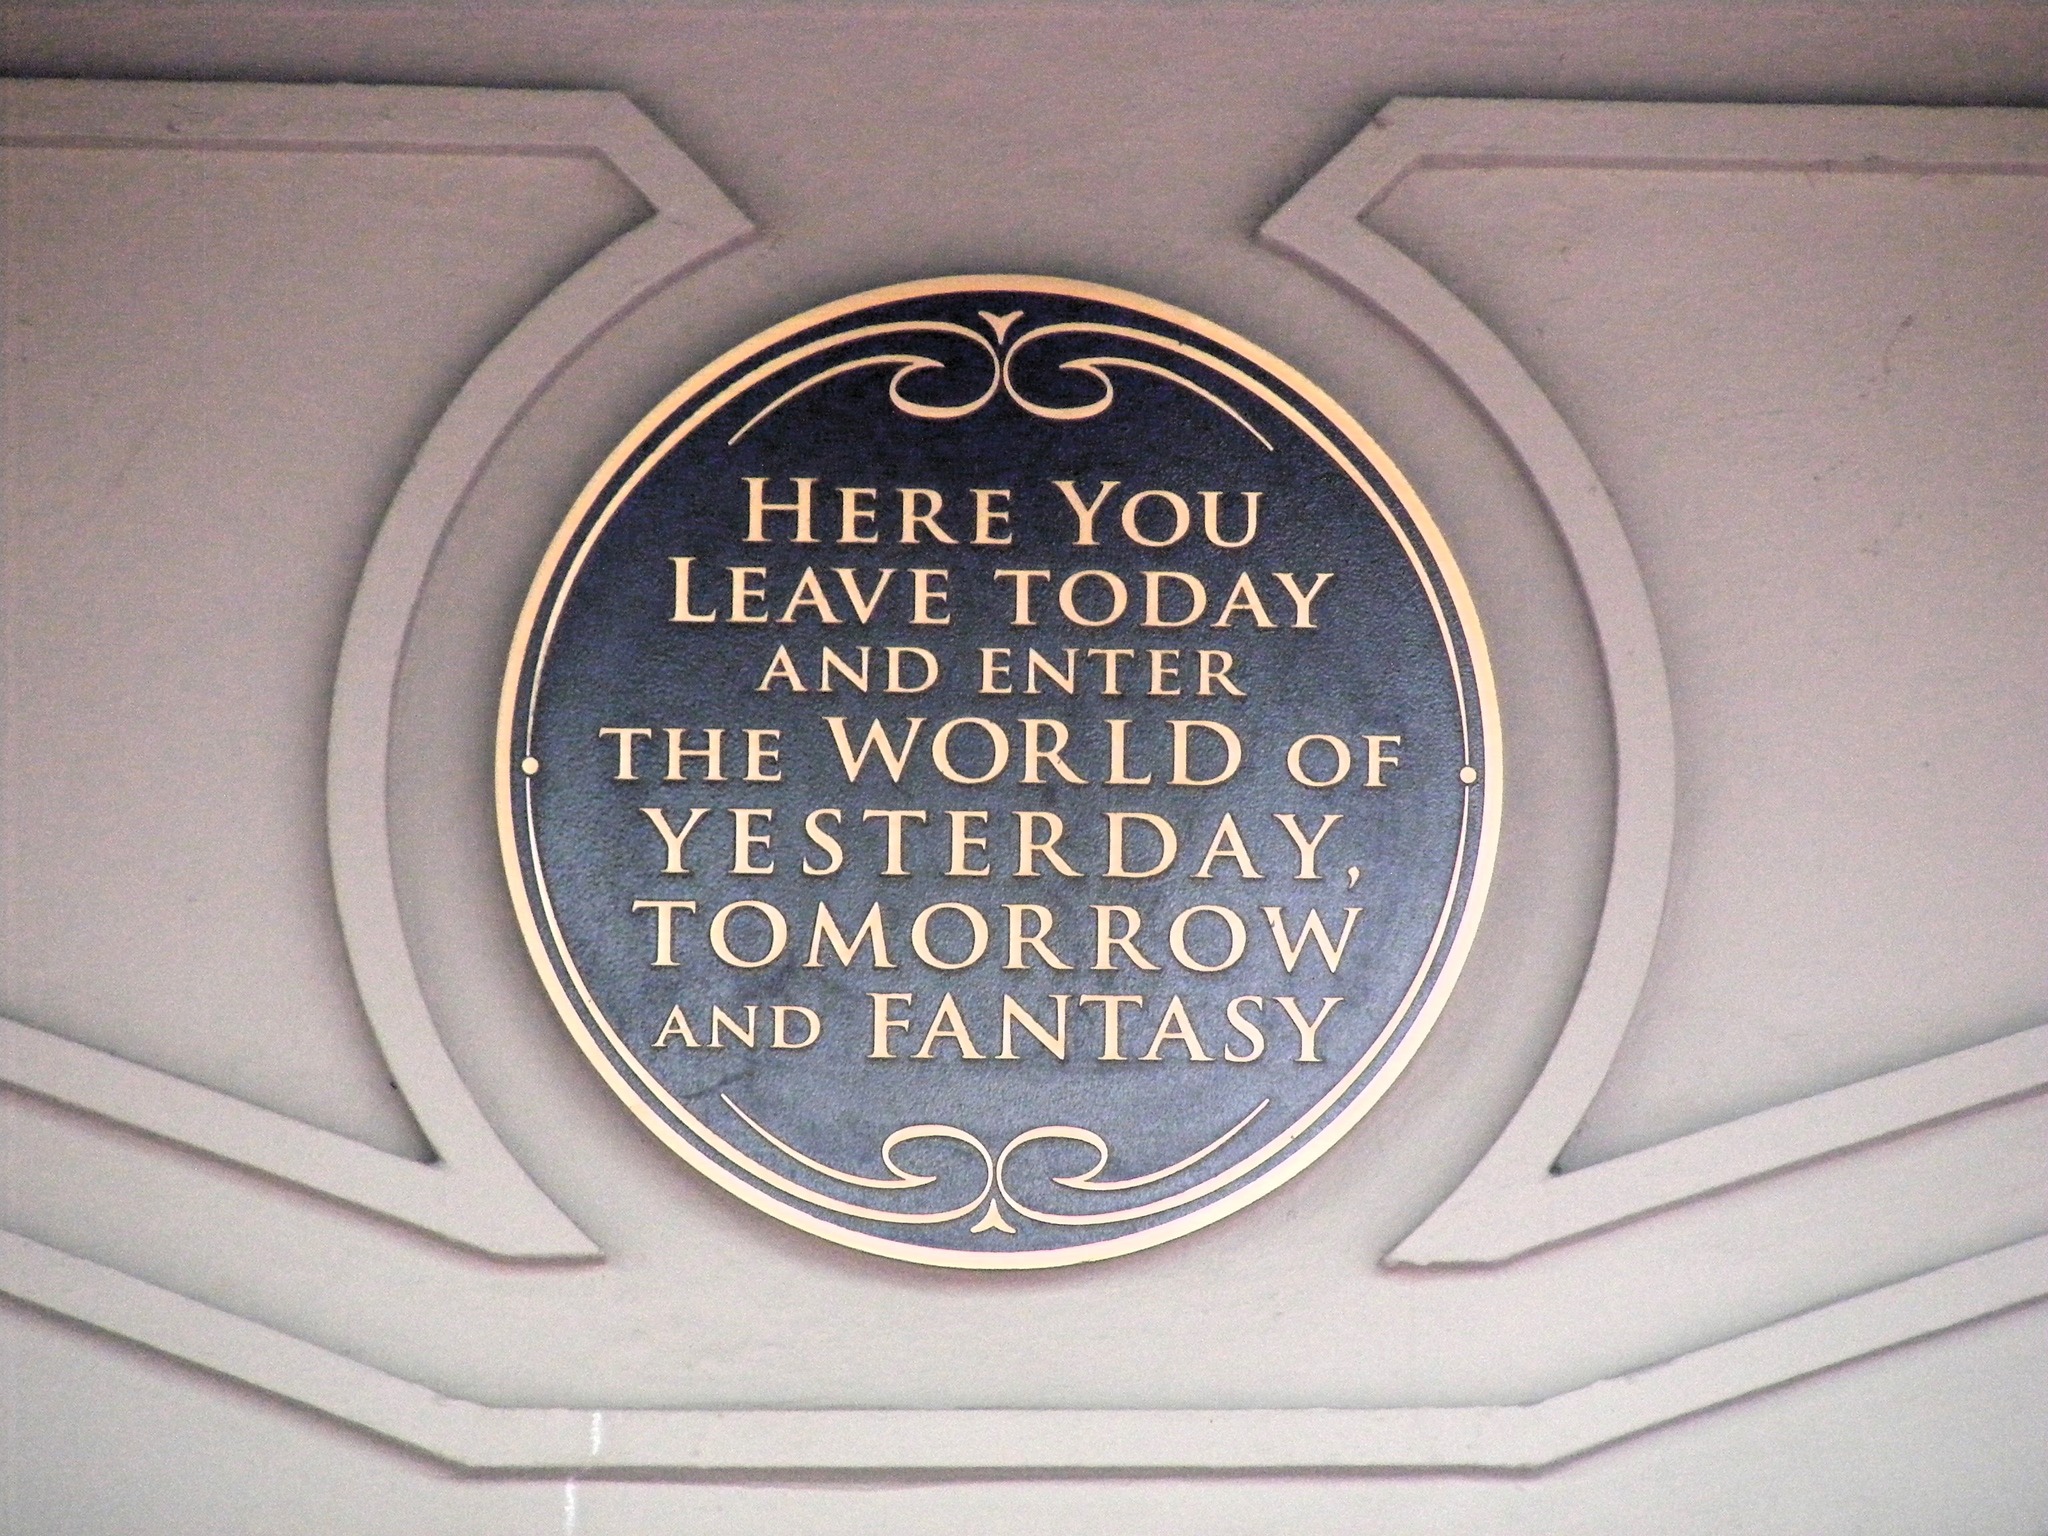 HERE YOU
LEAVE TODAY
AND ENTER
THE WORLD OF
YESTERDAY,
TOMORROW
AND FANTASY